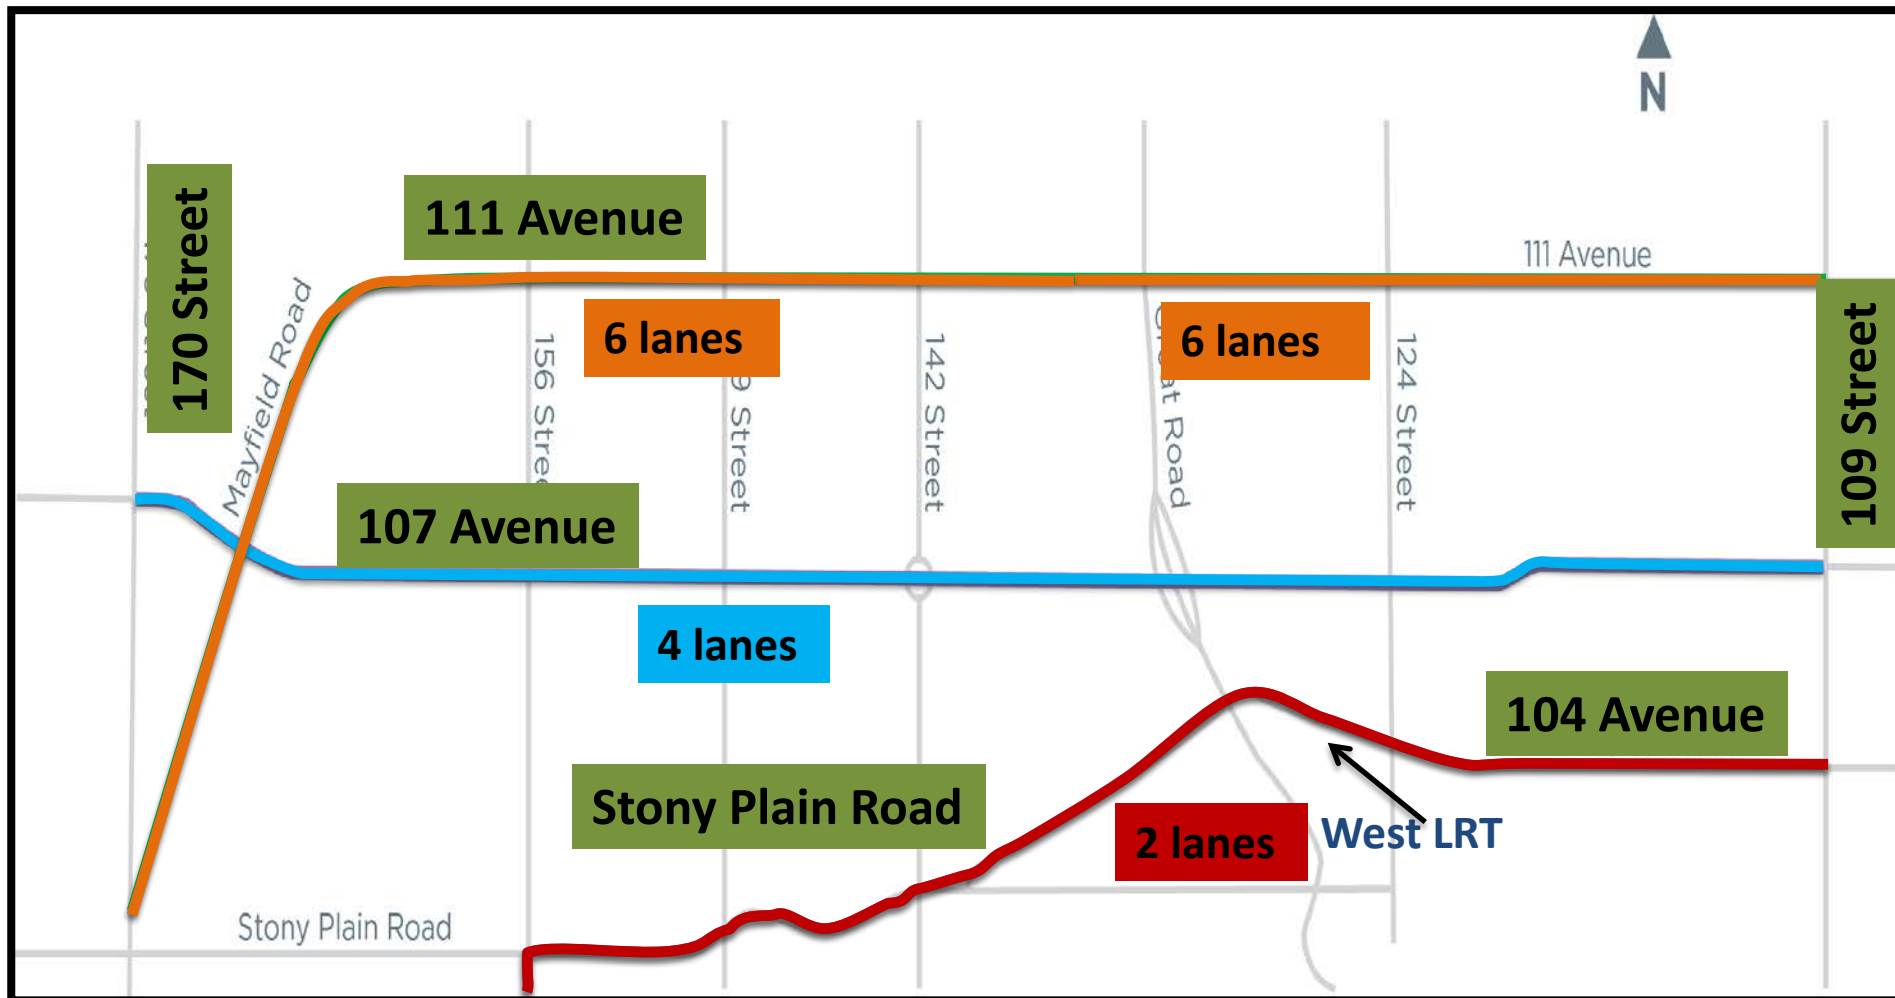 N
170 Street
111 Avenue
111 Avenue
Mayfield Road
6 lanes
6 lanes
109 Street
156
9 Street
142 Street
Road
124 Street
107 Avenue
4 lanes
104 Avenue
Stony Plain Road
2 lanes
West LRT
Stony Plain Road